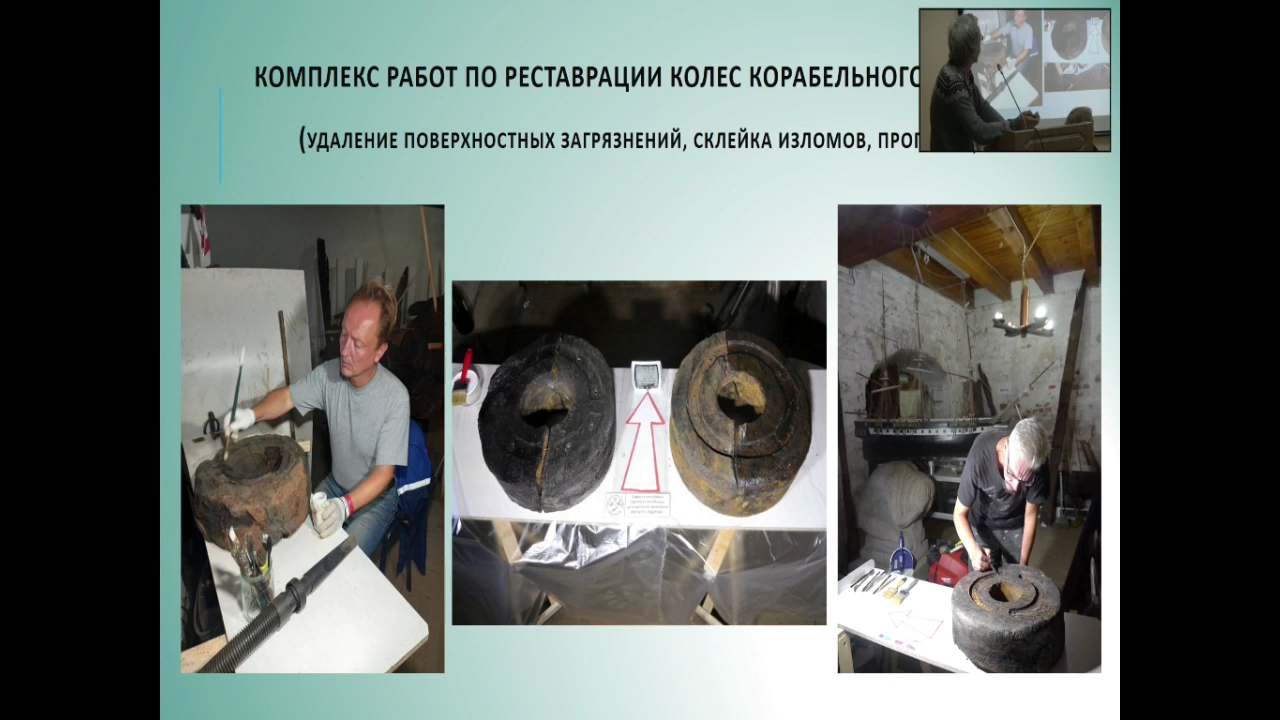 КОМПЛЕКС РАБОТ ПО РЕСТАВРАЦИИ КОЛЕС КОРАБЕЛЬНОГО
(УДАЛЕНИЕ ПОВЕРХНОСТНЫХ ЗАГРЯЗНЕНИЙ, СКЛЕЙКА ИЗЛОМОВ,